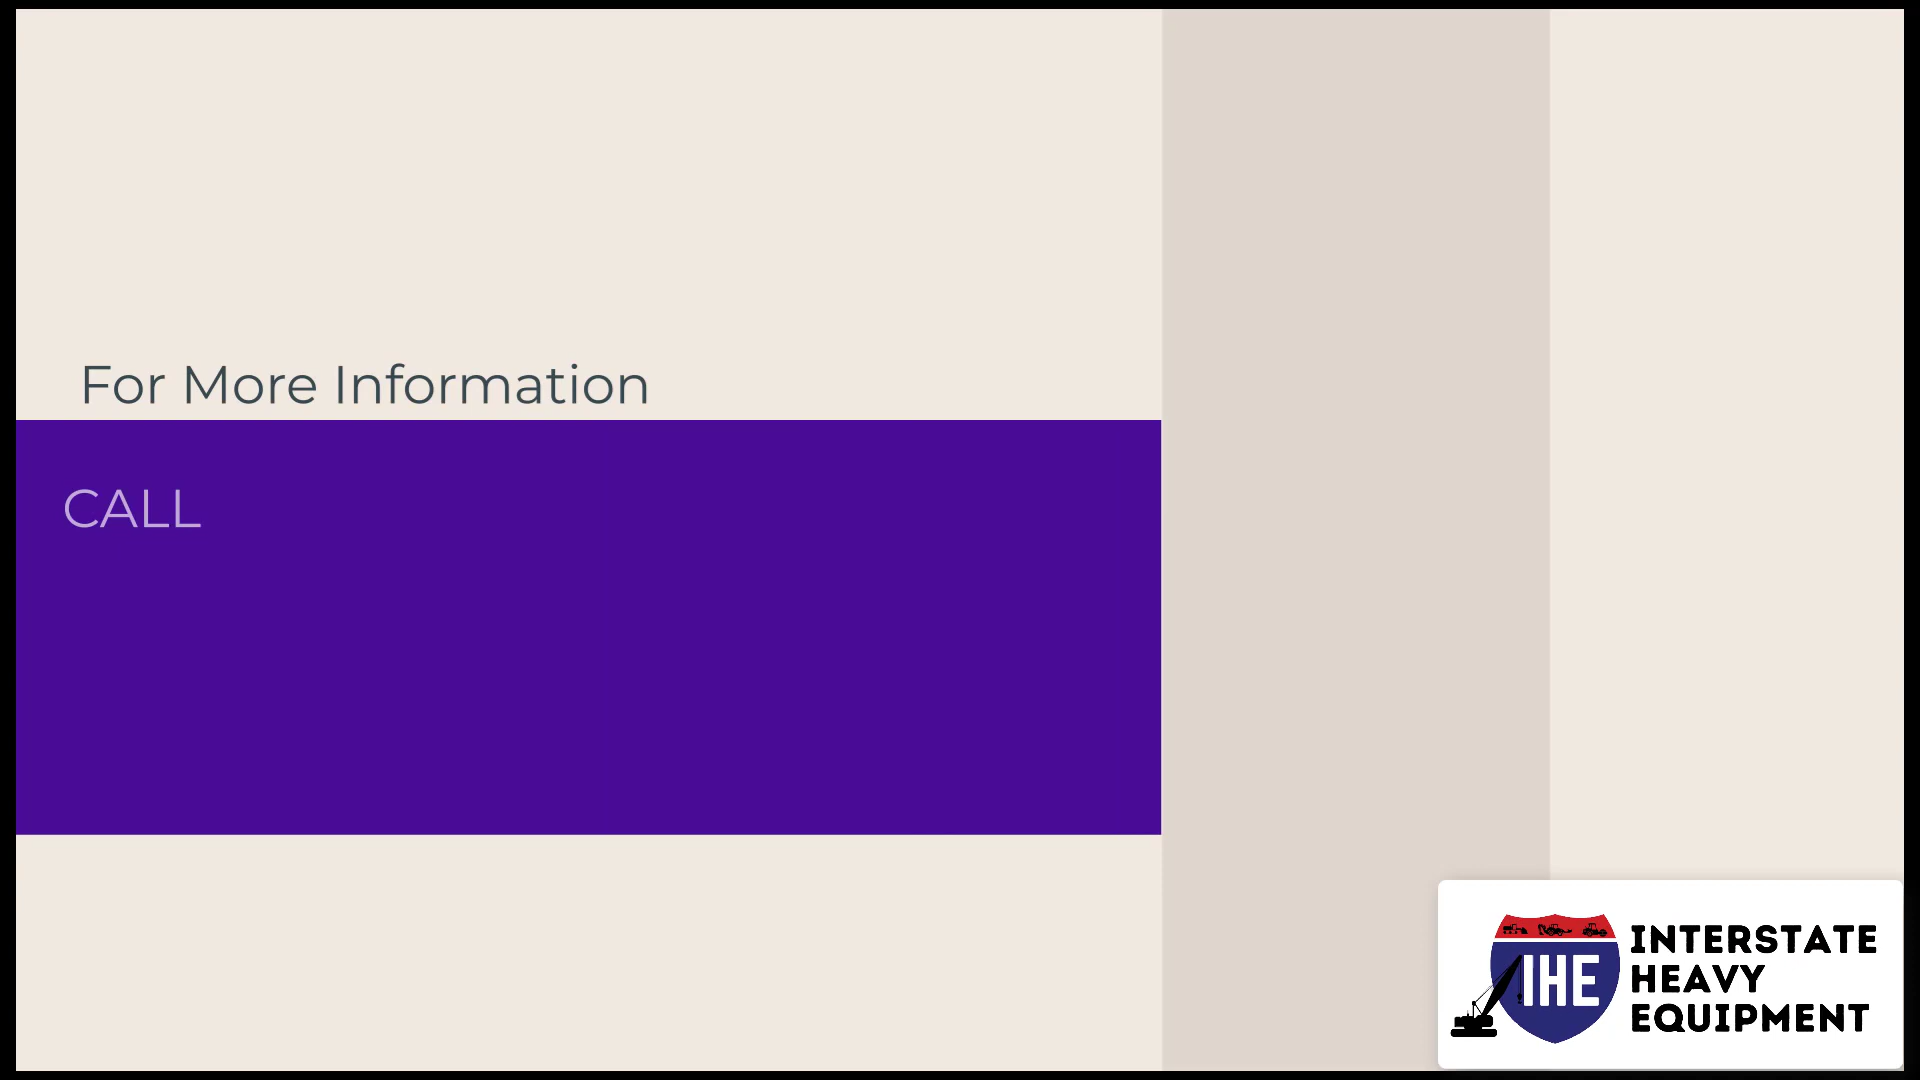 For More Information
CALL
IHE
INTERSTATE
HEAVY
EQUIPMENT